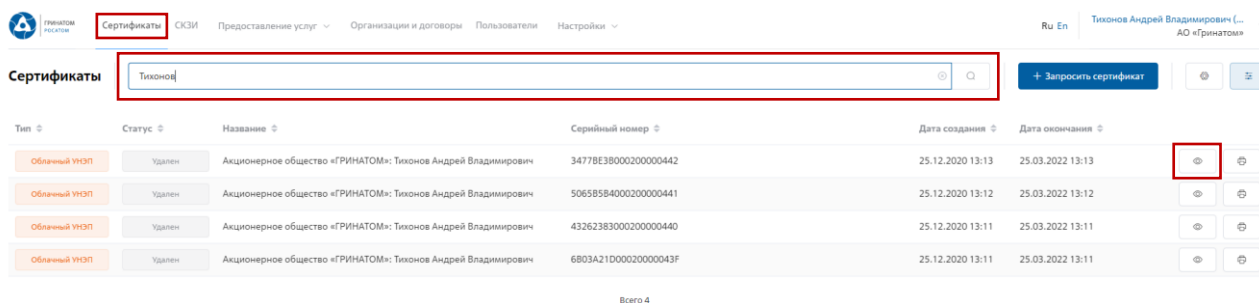 ГРИНАТОМ
РОСАТОМ
Сертификаты СКЗИ Предоставление услуг Организации и договоры Пользователи Настройки Ru En Тихонов Андрей Владимирович (...
АО «Гринатом»
Сертификаты Тихонов + Запросить сертификат
Тип Статус Название Серийный номер Дата создания Дата окончания
Облачный УНЭП Удален Акционерное общество «ГРИНАТОМ»: Тихонов Андрей Владимирович 3477BE3B000200000442 25.12.2020 13:13 25.03.2022 13:13
Облачный УНЭП Удален Акционерное общество «ГРИНАТОМ»: Тихонов Андрей Владимирович 5065B5B4000200000441 25.12.2020 13:12 25.03.2022 13:12
Облачный УНЭП Удален Акционерное общество «ГРИНАТОМ»: Тихонов Андрей Владимирович 43262383000200000440 25.12.2020 13:11 25.03.2022 13:11
Облачный УНЭП Удален Акционерное общество «ГРИНАТОМ»: Тихонов Андрей Владимирович 6B03A21D00020000043F 25.12.2020 13:11 25.03.2022 13:11
Всего 4